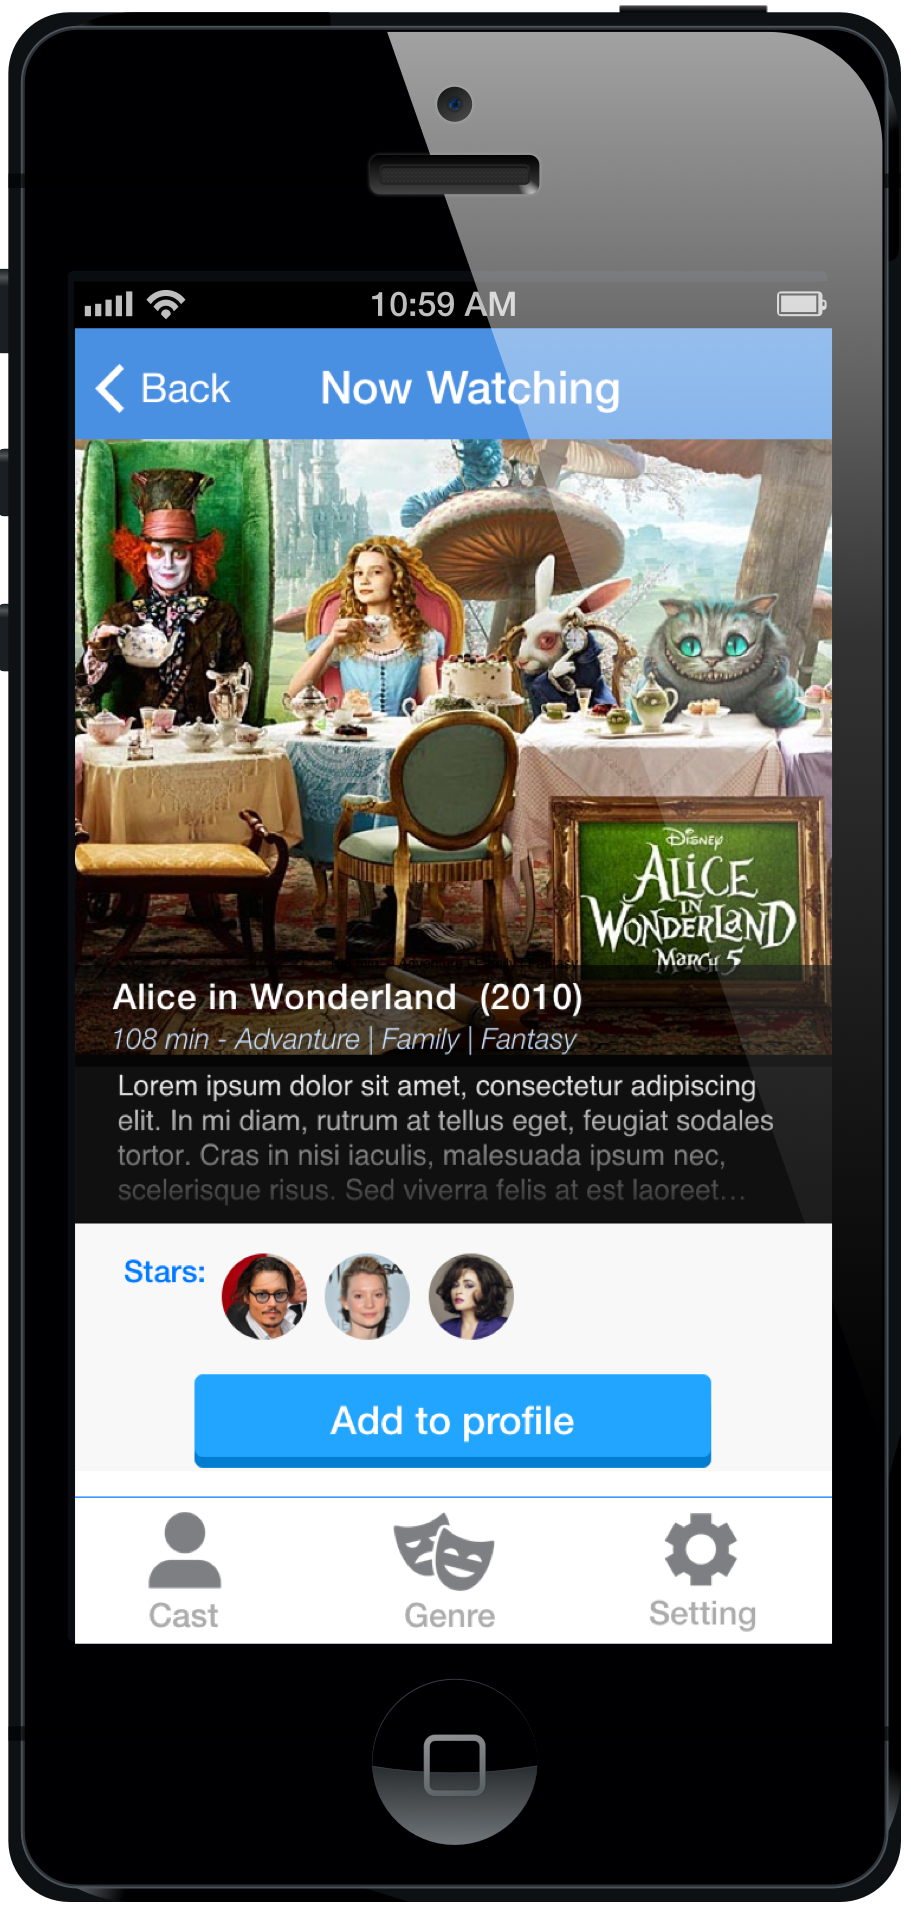 10:59 AM
Back
Now Watching
DISNEY
ALICE
IN
WONDERLAND
MARCH 5
Alice in Wonderland (2010)
108 min - Advanture | Family | Fantasy
Lorem ipsum dolor sit amet, consectetur adipiscing
elit. In mi diam, rutrum at tellus eget, feugiat sodales
tortor. Cras in nisi iaculis, malesuada ipsum nec,
scelerisque risus. Sed viverra felis at est laoreet...
Stars:
Add to profile
Cast
Genre
Setting